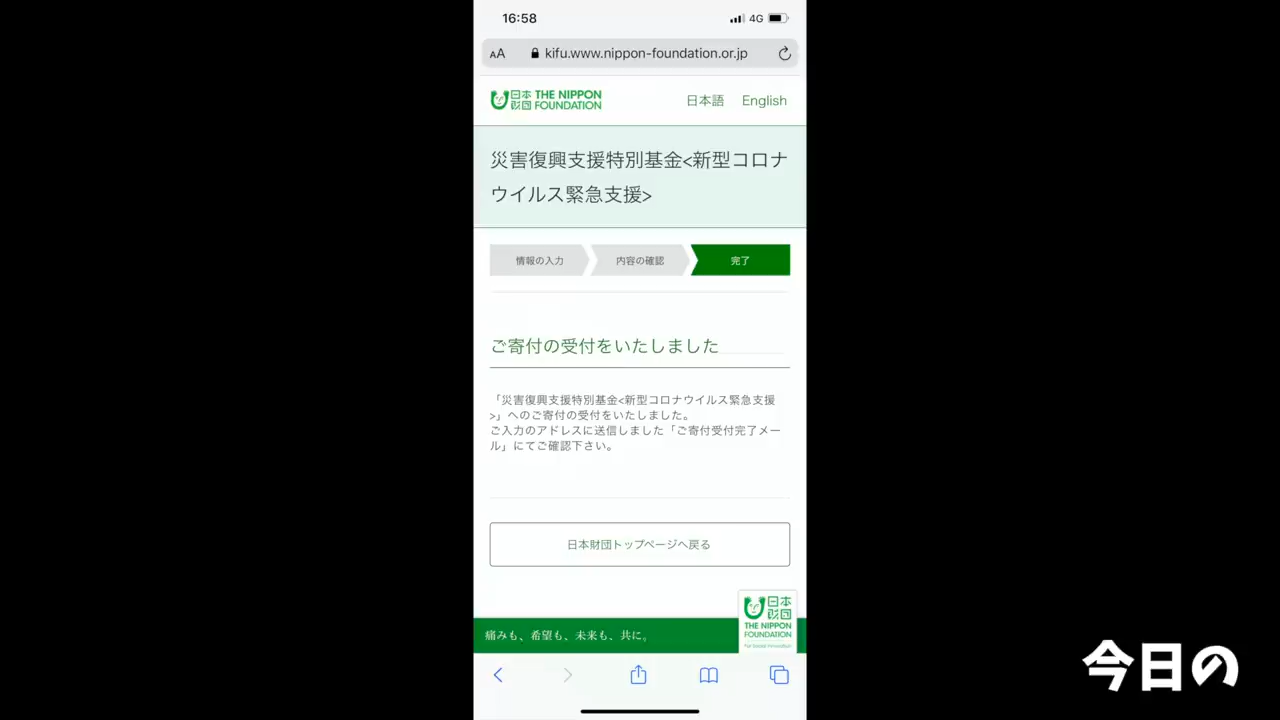 16:58
4G
AA
kifu.www.nippon-foundation.or.jp
日本 THE NIPPON
財団 FOUNDATION
日本語 English
災害復興支援特別基金<新型コロナ
ウイルス緊急支援>
情報の入力
内容の確認
完了
ご寄付の受付をいたしました
「災害復興支援特別基金<新型コロナウイルス緊急支援
>」へのご寄付の受付をいたしました。
ご入力のアドレスに送信しました「ご寄付受付完了メー
ル」にてご確認下さい。
日本財団トップページへ戻る
日本
財団
THE NIPPON
FOUNDATION
For Social Innovation
痛みも、希望も、未来も、共に。
今日の